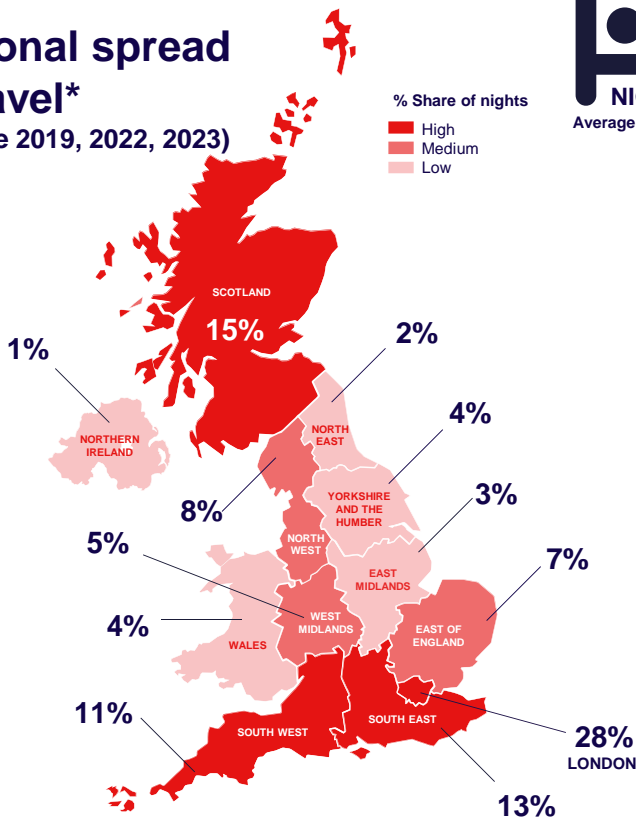 onal spread
avel*
e 2019, 2022, 2023)
% Share of nights
High
Medium
Low
NI
Average
SCOTLAND
15%
1%
2%
NORTHERN
IRELAND
NORTH
EAST
4%
YORKSHIRE
AND THE
HUMBER
3%
8%
NORTH
WEST
5%
EAST
MIDLANDS
7%
WEST
MIDLANDS
4%
WALES
EAST OF
ENGLAND
11%
SOUTH WEST
SOUTH EAST
28%
LONDON
13%